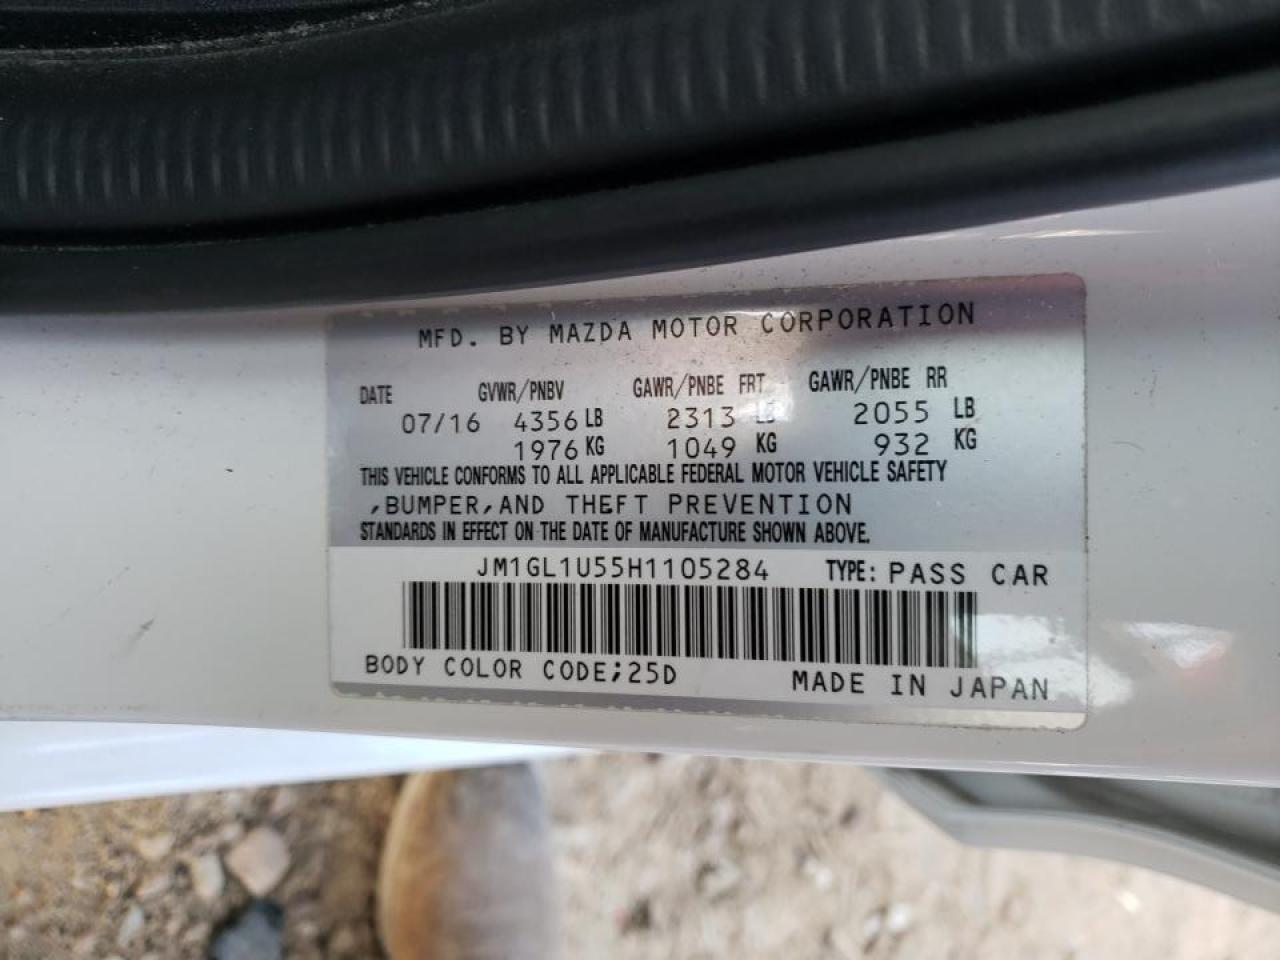 MFD. BY MAZDA MOTOR CORPORATION
DATE GVWR/PNBV GAWR/PNBE FRT GAWR/PNBE RR
07/16 4356 LB 2313 LB 2055 LB
1976 KG 1049 KG 932 KG
THIS VEHICLE CONFORMS TO ALL APPLICABLE FEDERAL MOTOR VEHICLE SAFETY
,BUMPER,AND THEFT PREVENTION
STANDARDS IN EFFECT ON THE DATE OF MANUFACTURE SHOWN ABOVE.
JM1GL1U55H1105284 TYPE: PASS CAR
BODY COLOR CODE;25D MADE IN JAPAN